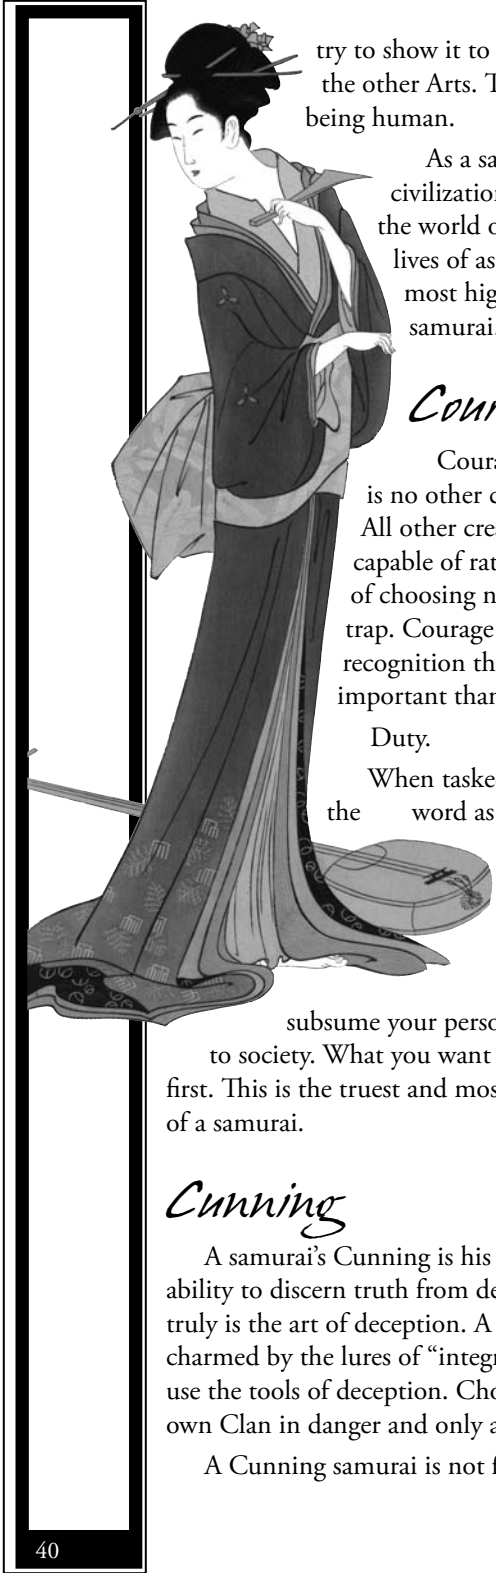 try to show it to
the other Arts. T
being human.
As a sa
civilization
the world o
lives of as
most hig
samurai.
Cour
Coura
is no other c
All other crea
capable of rat
of choosing n
trap. Courage
recognition th
important than
Duty.
When taske
the word as
subsume your perso
to society. What you want
first. This is the truest and mos
of a samurai.
Cunning
A samurai's Cunning is his
ability to discern truth from de
truly is the art of deception. A
charmed by the lures of “integr
use the tools of deception. Cho
own Clan in danger and only a
A Cunning samurai is not f
40